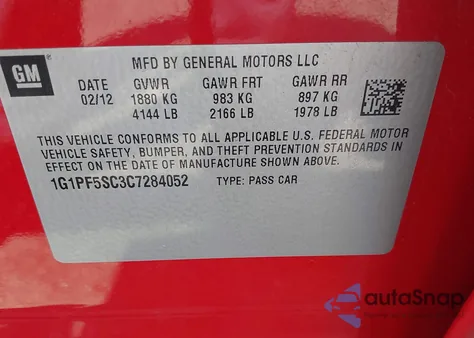 GM
MFD BY GENERAL MOTORS LLC
DATE GVWR GAWR FRT GAWR RR
02/12 1880 KG 983 KG 897 KG
4144 LB 2166 LB 1978 LB
THIS VEHICLE CONFORMS TO ALL APPLICABLE U.S. FEDERAL MOTOR
VEHICLE SAFETY, BUMPER, AND THEFT PREVENTION STANDARDS IN
EFFECT ON THE DATE OF MANUFACTURE SHOWN ABOVE.
1G1PF5SC3C7284052 TYPE: PASS CAR
autoSnap